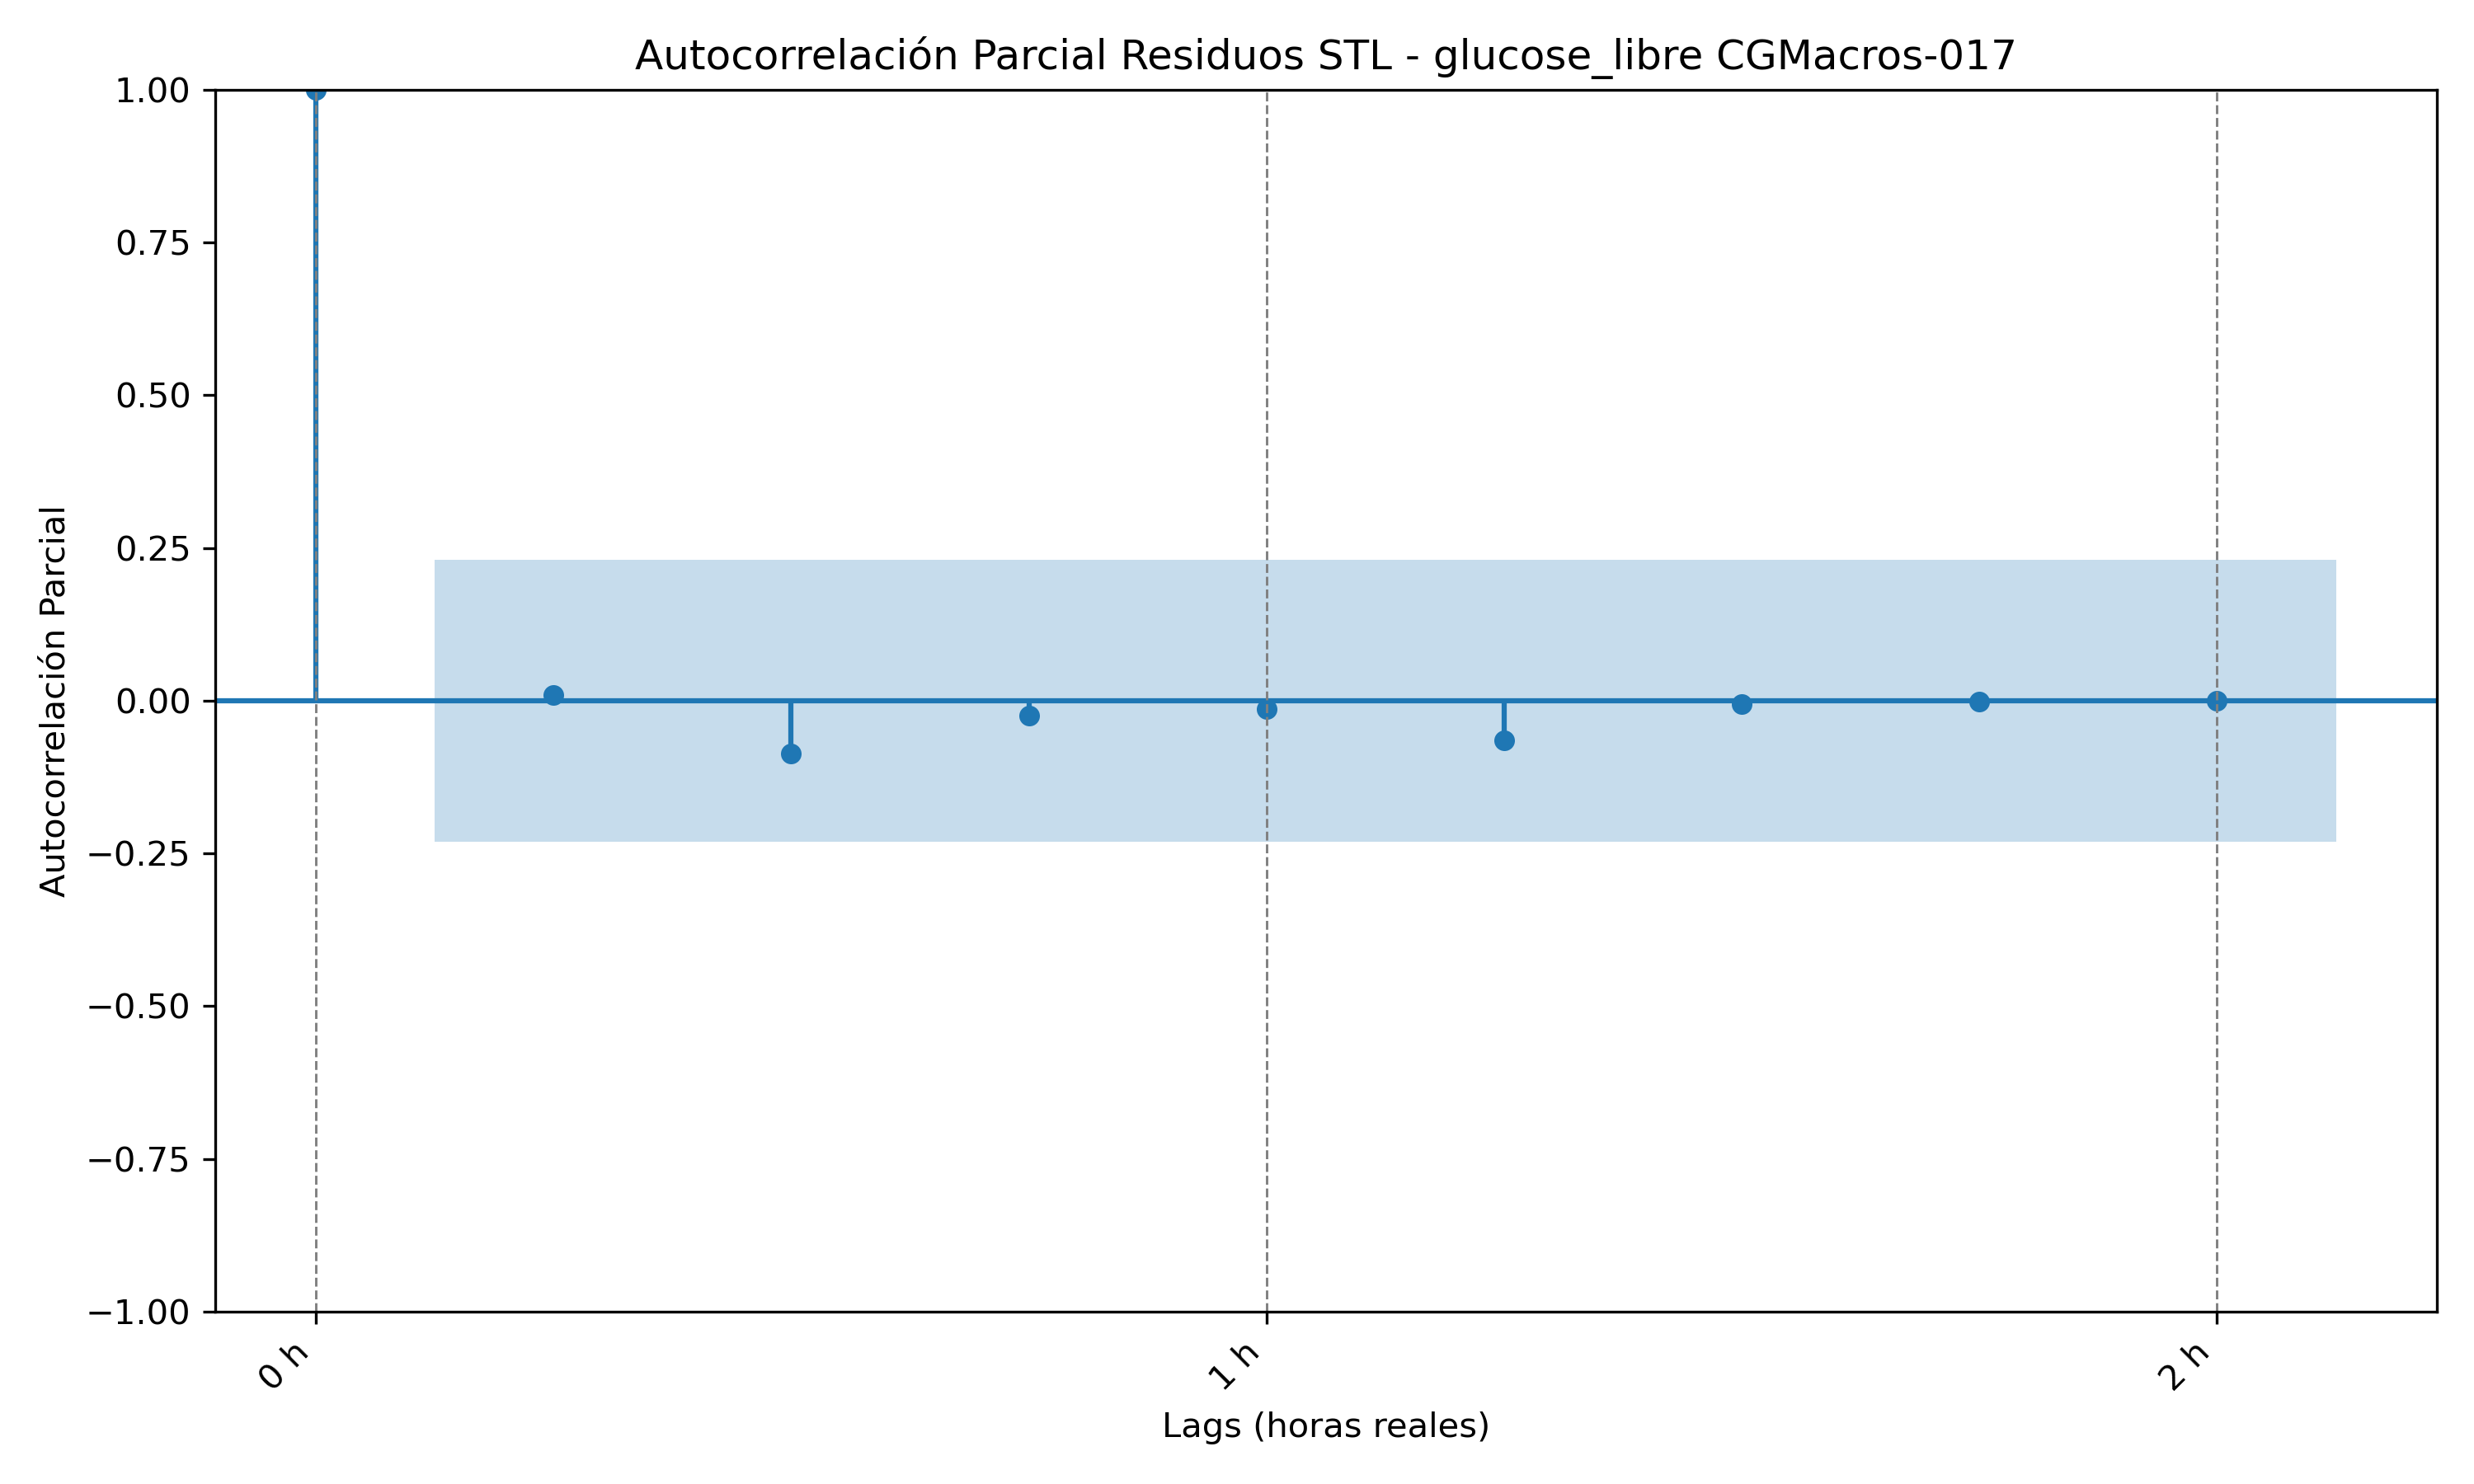 Autocorrelación Parcial Residuos STL - glucose_libre CGMacros-017
Autocorrelación Parcial
1.00
0.75
0.50
0.25
0.00
−0.25
−0.50
−0.75
−1.00
0 h
1 h
2 h
Lags (horas reales)